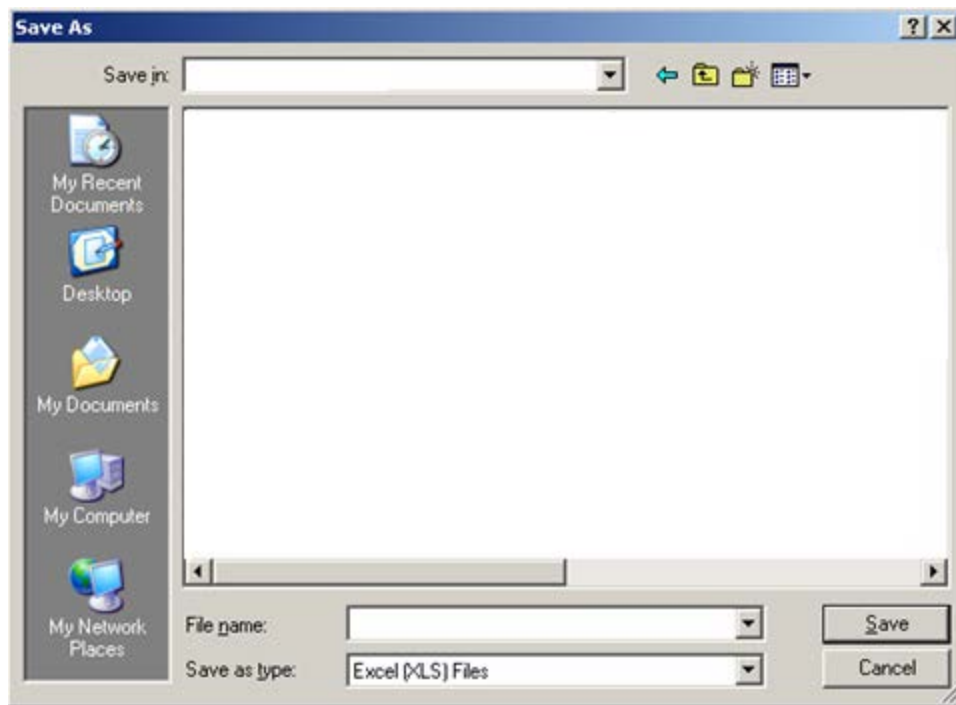 Save As
Save in:
My Recent
Documents
Desktop
My Documents
My Computer
My Network
Places
File name:
Save
Save as type:
Excel (XLS) Files
Cancel